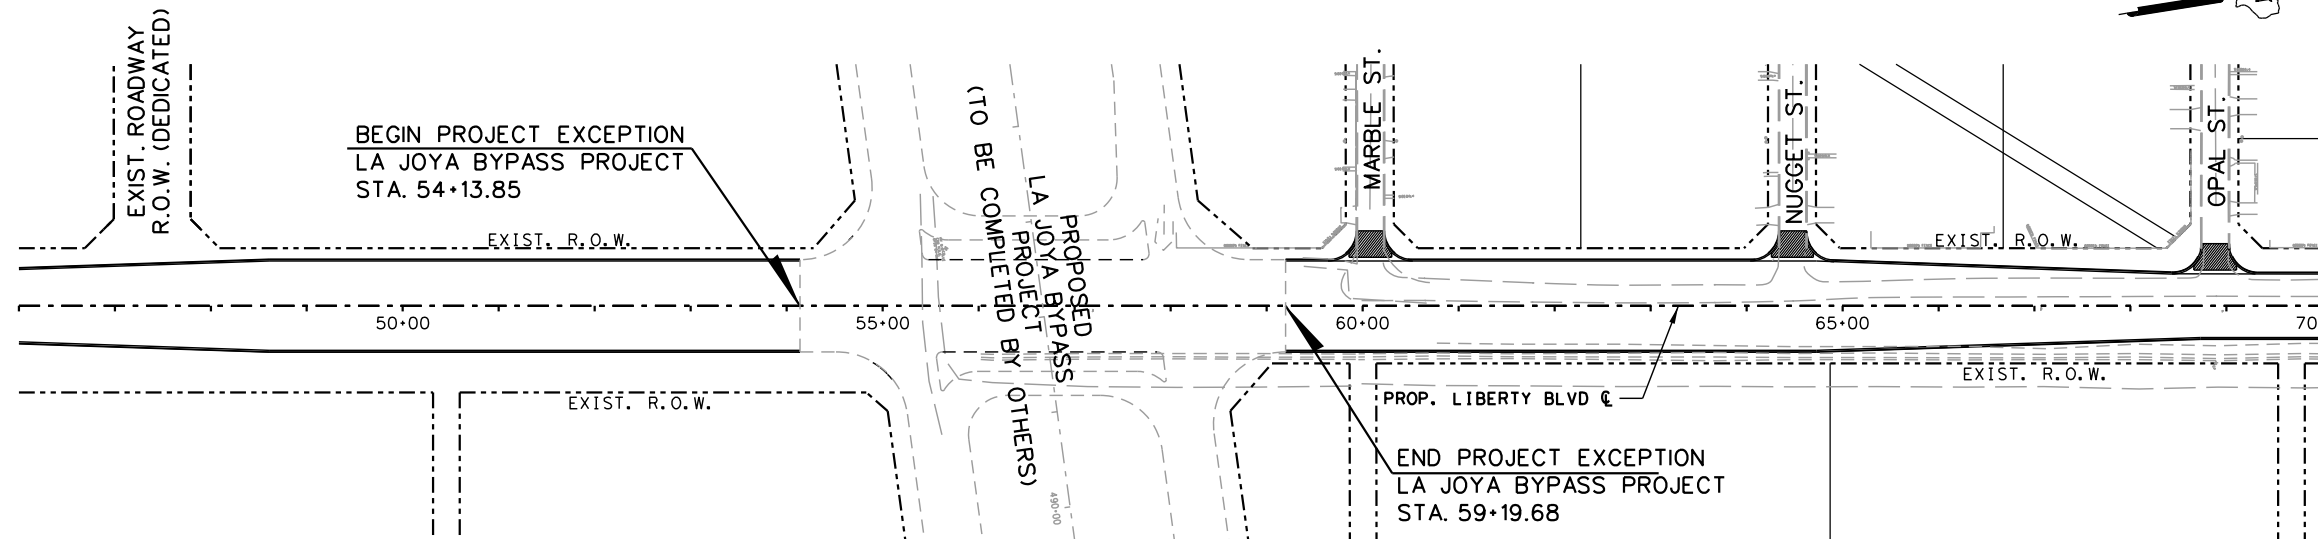 EXIST. ROADWAY
R.O.W. (DEDICATED)
BEGIN PROJECT EXCEPTION
LA JOYA BYPASS PROJECT
STA. 54+13.85
EXIST. R.O.W.
(TO BE COMPLETED BY OTHERS)
PROPOSED
LA JOYA BYPASS
PROJECT
MARBLE ST.
NUGGET ST.
OPAL ST.
EXIST. R.O.W.
50+00
55+00
60+00
65+00
70
EXIST. R.O.W.
EXIST. R.O.W.
PROP. LIBERTY BLVD ℄
END PROJECT EXCEPTION
LA JOYA BYPASS PROJECT
STA. 59+19.68
490+00